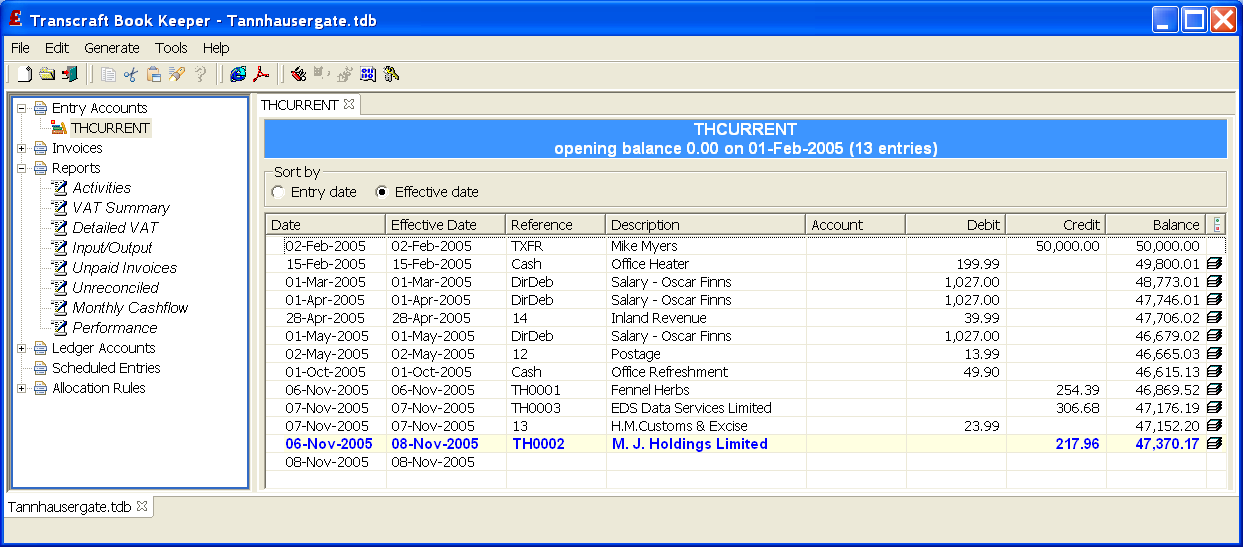 Transcraft Book Keeper - Tannhausergate.tdb
File Edit Generate Tools Help
Entry Accounts
THCURRENT
Invoices
Reports
Activities
VAT Summary
Detailed VAT
Input/Output
Unpaid Invoices
Unreconciled
Monthly Cashflow
Performance
Ledger Accounts
Scheduled Entries
Allocation Rules
THCURRENT
THCURRENT
opening balance 0.00 on 01-Feb-2005 (13 entries)
Sort by
Entry date Effective date
Date Effective Date Reference Description Account Debit Credit Balance
02-Feb-2005 02-Feb-2005 TXFR Mike Myers 50,000.00 50,000.00
15-Feb-2005 15-Feb-2005 Cash Office Heater 199.99 49,800.01
01-Mar-2005 01-Mar-2005 DirDeb Salary - Oscar Finns 1,027.00 48,773.01
01-Apr-2005 01-Apr-2005 DirDeb Salary - Oscar Finns 1,027.00 47,746.01
28-Apr-2005 28-Apr-2005 14 Inland Revenue 39.99 47,706.02
01-May-2005 01-May-2005 DirDeb Salary - Oscar Finns 1,027.00 46,679.02
02-May-2005 02-May-2005 12 Postage 13.99 46,665.03
01-Oct-2005 01-Oct-2005 Cash Office Refreshment 49.90 46,615.13
06-Nov-2005 06-Nov-2005 TH0001 Fennel Herbs 254.39 46,869.52
07-Nov-2005 07-Nov-2005 TH0003 EDS Data Services Limited 306.68 47,176.19
07-Nov-2005 07-Nov-2005 13 H.M.Customs & Excise 23.99 47,152.20
06-Nov-2005 08-Nov-2005 TH0002 M. J. Holdings Limited 217.96 47,370.17
08-Nov-2005 08-Nov-2005
Tannhausergate.tdb